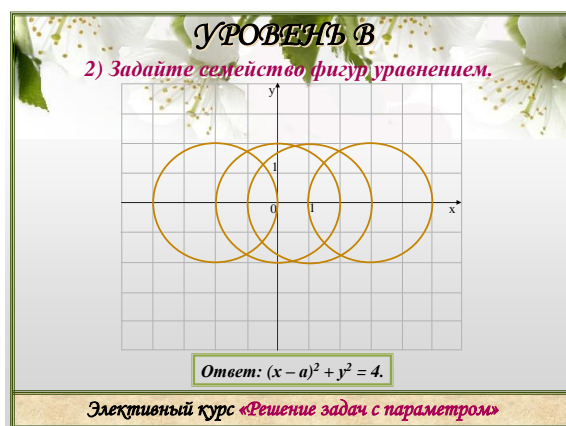 УРОВЕНЬ В
2) Задайте семейство фигур уравнением.
y
1
0 1 x
Ответ: (x – a)² + y² = 4.
Элективный курс «Решение задач с параметром»